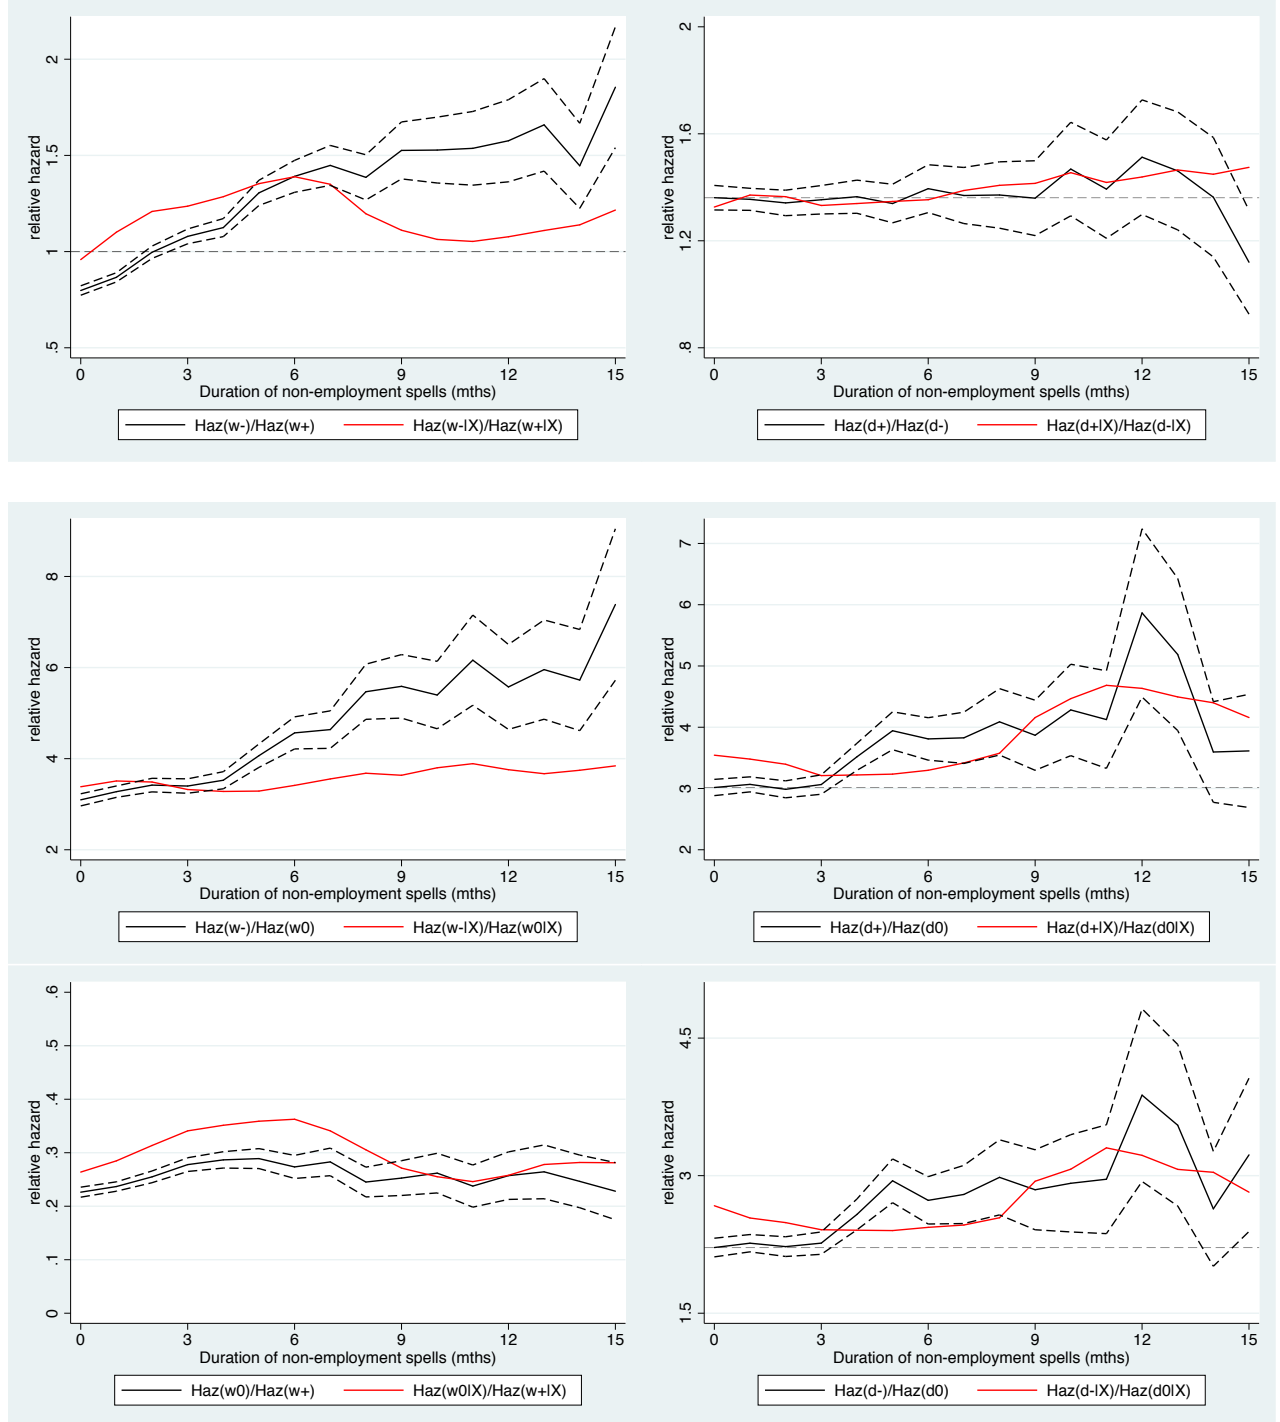 relative hazard
2
1.5
1
.5
0 3 6 9 12 15
Duration of non-employment spells (mths)
Haz(w-)/Haz(w+) Haz(w-|X)/Haz(w+|X)
relative hazard
2
1.6
1.2
.8
0 3 6 9 12 15
Duration of non-employment spells (mths)
Haz(d+)/Haz(d-) Haz(d+|X)/Haz(d-|X)
relative hazard
8
6
4
2
0 3 6 9 12 15
Duration of non-employment spells (mths)
Haz(w-)/Haz(w0) Haz(w-|X)/Haz(w0|X)
relative hazard
7
6
5
4
3
2
0 3 6 9 12 15
Duration of non-employment spells (mths)
Haz(d+)/Haz(d0) Haz(d+|X)/Haz(d0|X)
relative hazard
.6
.5
.4
.3
.2
.1
0
0 3 6 9 12 15
Duration of non-employment spells (mths)
Haz(w0)/Haz(w+) Haz(w0|X)/Haz(w+|X)
relative hazard
4.5
3
1.5
0 3 6 9 12 15
Duration of non-employment spells (mths)
Haz(d-)/Haz(d0) Haz(d-|X)/Haz(d0|X)